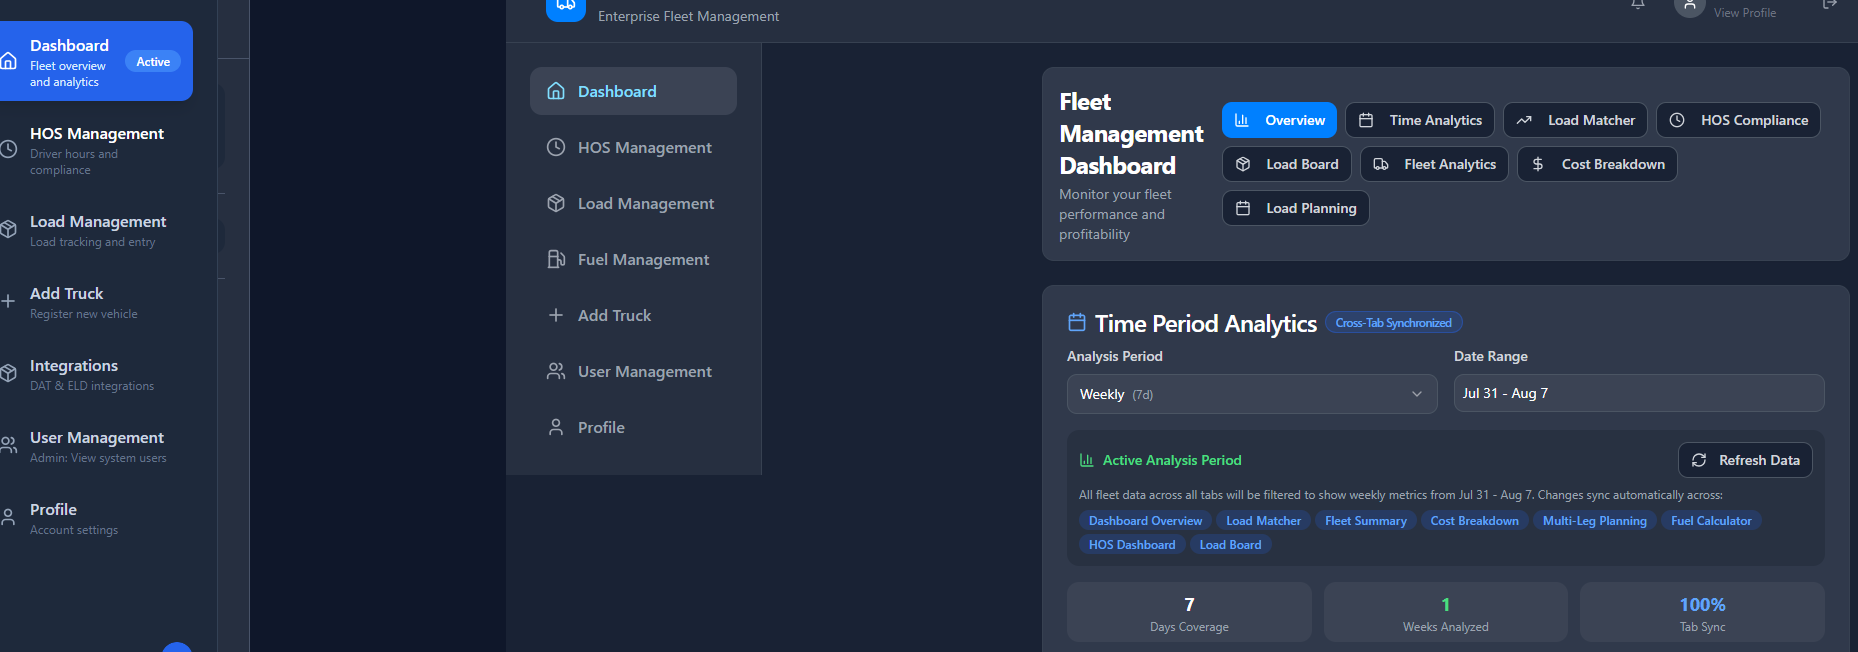 Dashboard
Fleet overview
and analytics
Active
HOS Management
Driver hours and
compliance
Load Management
Load tracking and entry
Add Truck
Register new vehicle
Integrations
DAT & ELD integrations
User Management
Admin: View system users
Profile
Account settings
Enterprise Fleet Management
View Profile
Dashboard
HOS Management
Load Management
Fuel Management
Add Truck
User Management
Profile
Fleet
Management
Dashboard
Monitor your fleet
performance and
profitability
Overview
Time Analytics
Load Matcher
HOS Compliance
Load Board
Fleet Analytics
Cost Breakdown
Load Planning
Time Period Analytics
Cross-Tab Synchronized
Analysis Period
Weekly (7d)
Date Range
Jul 31 - Aug 7
Active Analysis Period
Refresh Data
All fleet data across all tabs will be filtered to show weekly metrics from Jul 31 - Aug 7. Changes sync automatically across:
Dashboard Overview
Load Matcher
Fleet Summary
Cost Breakdown
Multi-Leg Planning
Fuel Calculator
HOS Dashboard
Load Board
7
Days Coverage
1
Weeks Analyzed
100%
Tab Sync